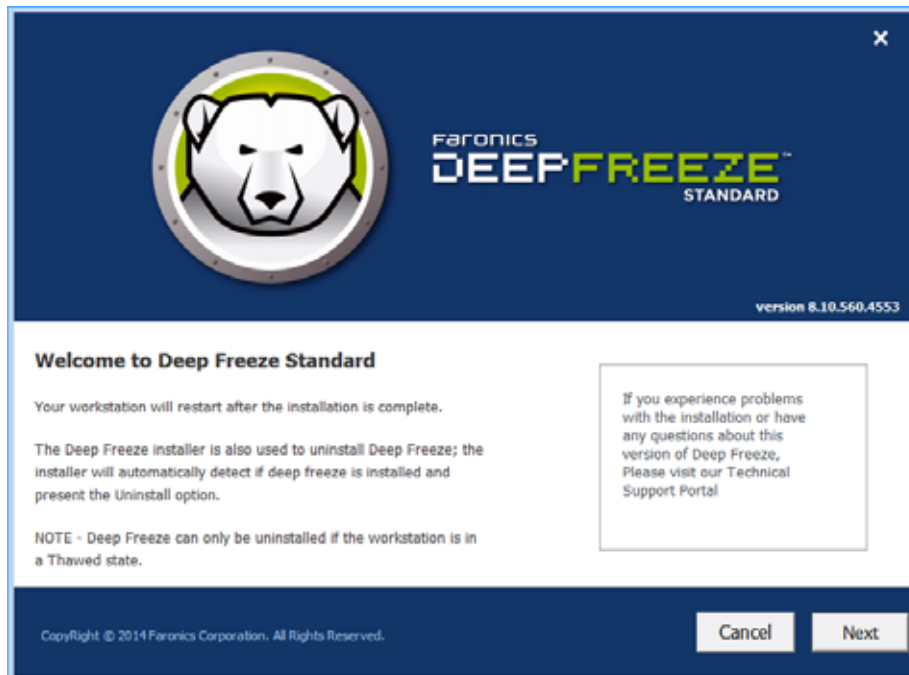 Faronics
DEEPFREEZE™
STANDARD
version 8.10.560.4553
Welcome to Deep Freeze Standard
Your workstation will restart after the installation is complete.
The Deep Freeze installer is also used to uninstall Deep Freeze; the
installer will automatically detect if deep freeze is installed and
present the Uninstall option.
NOTE - Deep Freeze can only be uninstalled if the workstation is in
a Thawed state.
If you experience problems
with the installation or have
any questions about this
version of Deep Freeze,
Please visit our Technical
Support Portal
CopyRight © 2014 Faronics Corporation. All Rights Reserved.
Cancel
Next